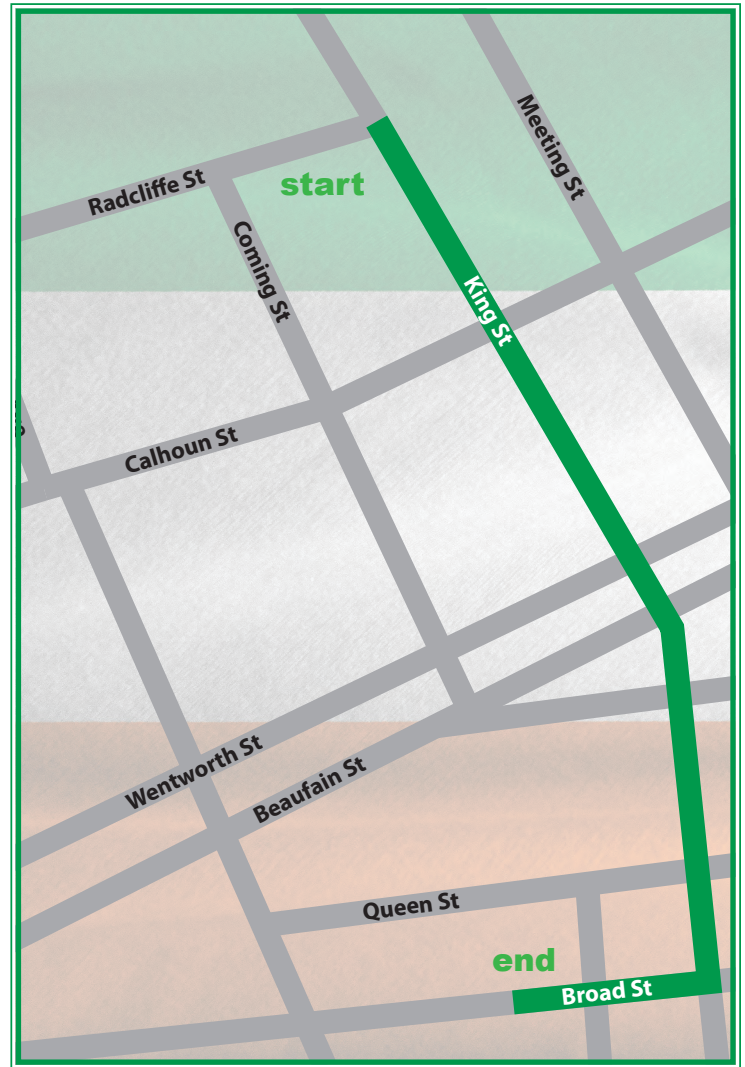 Meeting St
Radcliffe St
start
Coming St
King St
Calhoun St
Wentworth St
Beaufain St
Queen St
end
Broad St